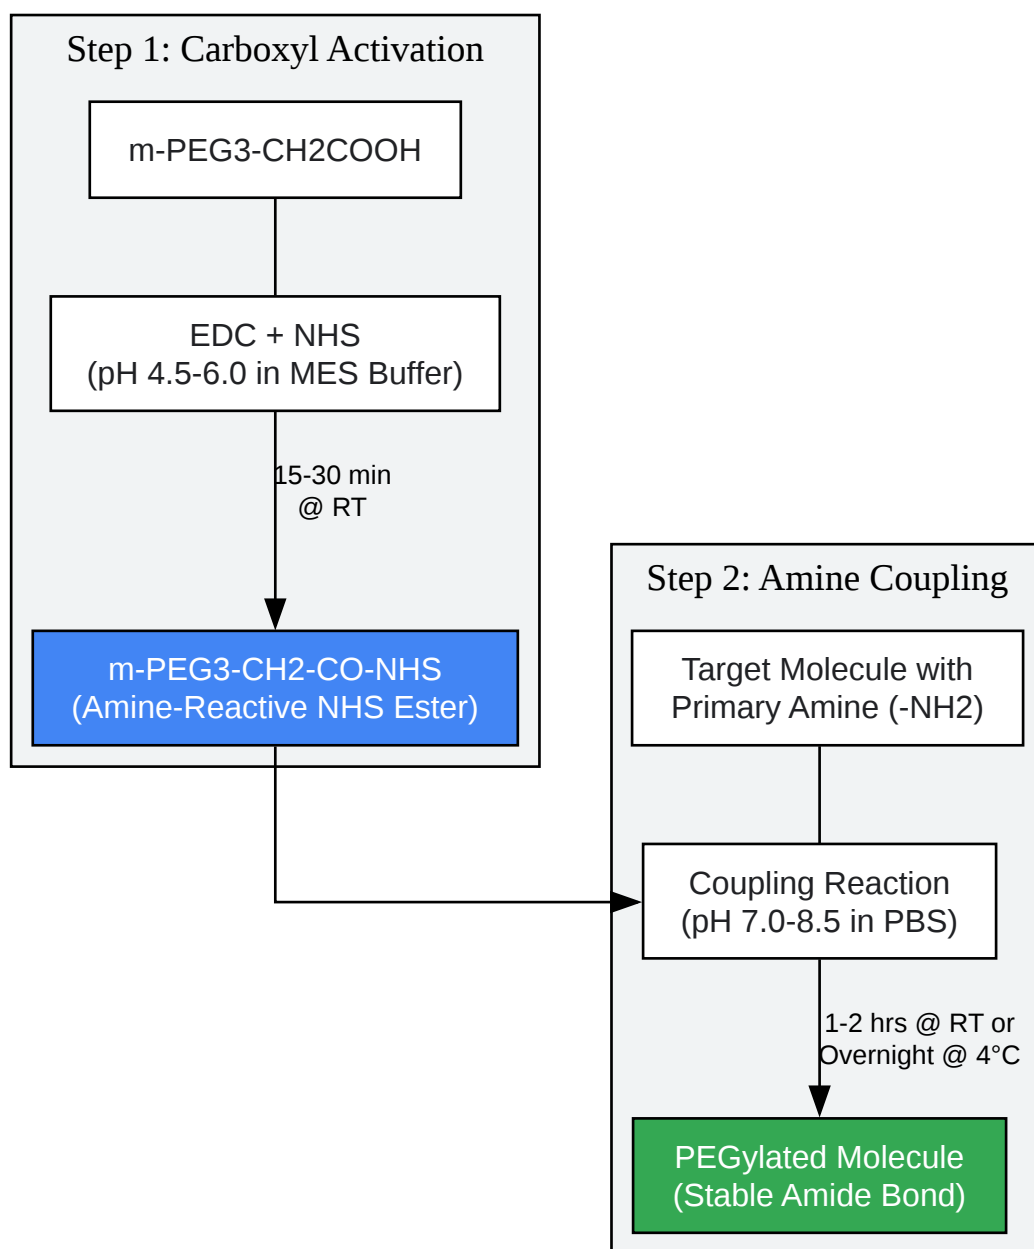 Step 1: Carboxyl Activation
m-PEG3-CH2COOH
EDC + NHS
(pH 4.5-6.0 in MES Buffer)
15-30 min
@ RT
m-PEG3-CH2-CO-NHS
(Amine-Reactive NHS Ester)
Step 2: Amine Coupling
Target Molecule with
Primary Amine (-NH2)
Coupling Reaction
(pH 7.0-8.5 in PBS)
1-2 hrs @ RT or
Overnight @ 4°C
PEGylated Molecule
(Stable Amide Bond)